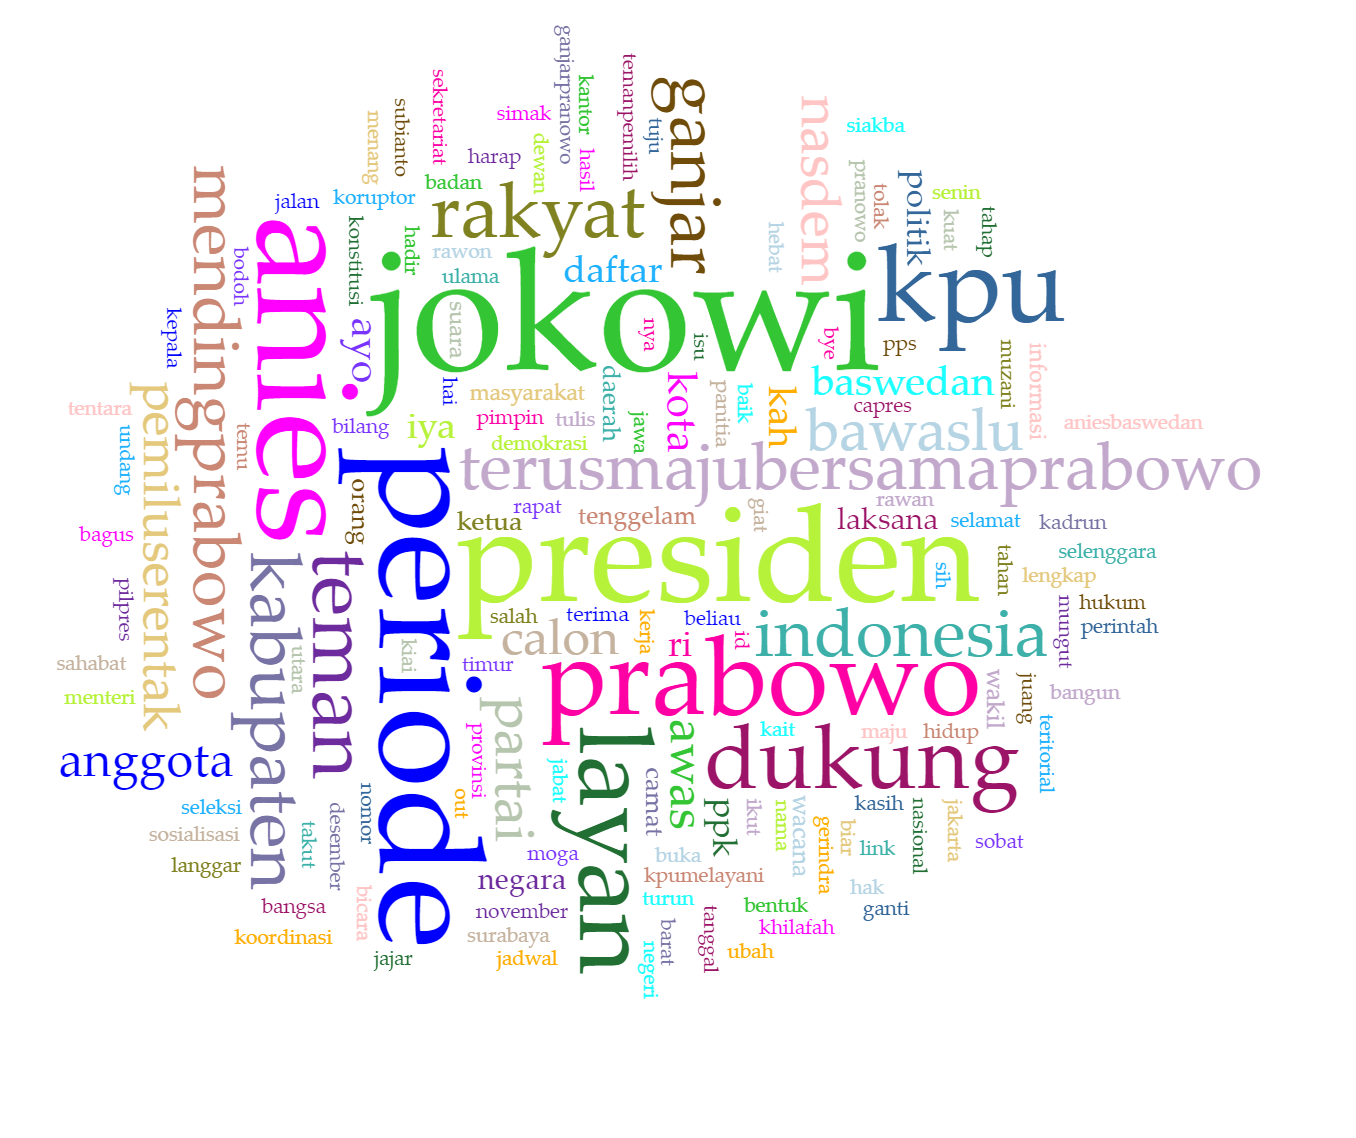 ganjarpranowo
temanpemilih
kantor
sekretariat
ganjar
subianto
simak
nasdem
menang
tuju
siakba
dewan
harap
hasil
pranowo
mendingprabowo
politik
badan
tolak
senin
koruptor
jalan
rakyat
tahap
kuat
konstitusi
anies
hadir
hebat
rawon
bodoh
jokowi
kpu
ulama
daftar
suara
kepala
ayo
nya
isu
bye
pps
muzani
informasi
daerah
kota
baswedan
hai
masyarakat
panitia
baik
kah
pemiluserentak
capres
tentara
pimpin
tulis
jawa
aniesbaswedan
undang
temu
bilang
iya
demokrasi
bawaslu
periode
terusmajubersamaprabowo
orang
rapat
giat
rawan
ketua
tenggelam
laksana
selamat
kadrun
bagus
presiden
tahan
selenggara
kabupaten
teman
sih
lengkap
pilpres
hukum
mungut
salah
terima
kerja
beliau
indonesia
perintah
calon
ri
id
utara
kiai
sahabat
timur
prabowo
wakil
juang
bangun
menteri
partai
teritorial
awas
kait
maju
hidup
provinsi
layan
dukung
anggota
jabat
camat
nomor
out
seleksi
desember
ppk
ikut
nama
wacana
kasih
nasional
jakarta
gerindra
biar
sosialisasi
takut
link
sobat
langgar
moga
buka
negara
kpumelayani
bicara
hak
turun
bentuk
ganti
bangsa
november
tanggal
khilafah
koordinasi
surabaya
barat
negeri
ubah
jajar
jadwal